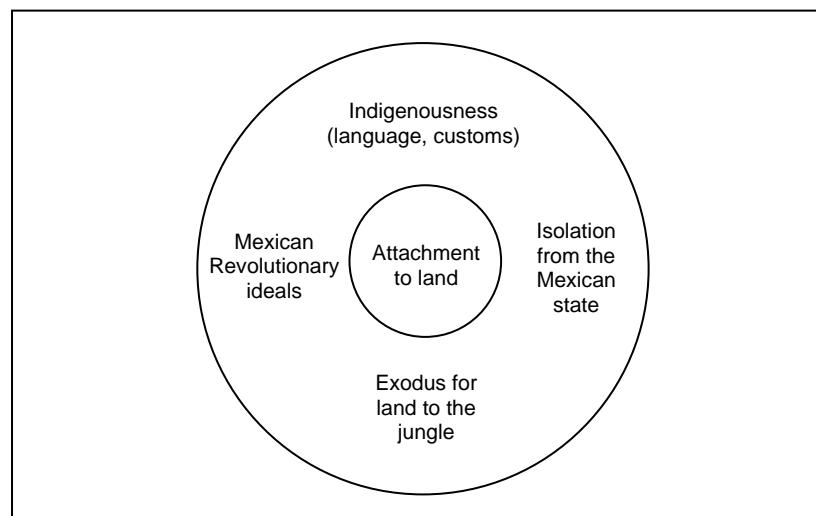 Indigenousness
(language, customs)
Mexican
Revolutionary
ideals
Attachment
to land
Isolation
from the
Mexican
state
Exodus for
land to the
jungle